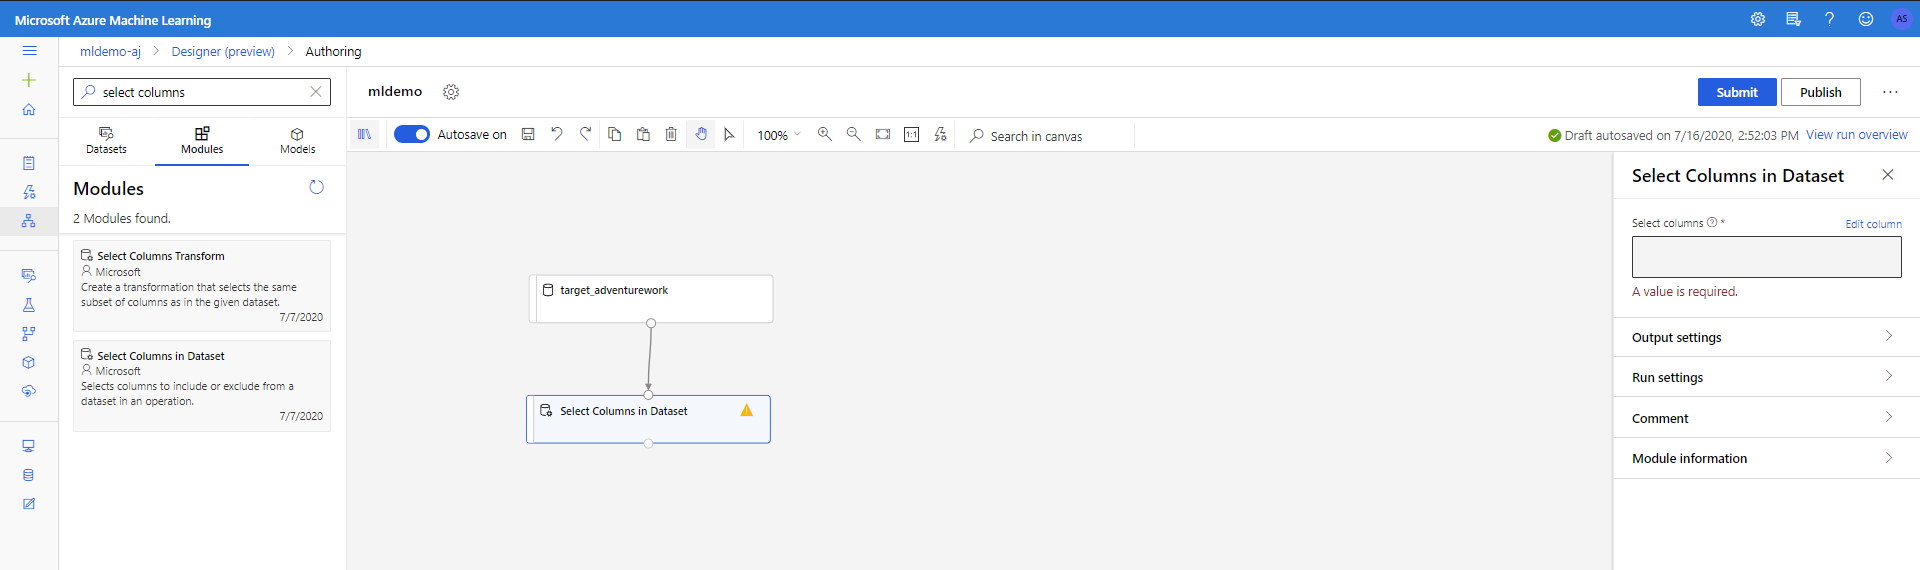 Microsoft Azure Machine Learning
AS
mldemo-aj > Designer (preview) > Authoring
select columns
Datasets
Modules
Models
Modules
2 Modules found.
Select Columns Transform
Microsoft
Create a transformation that selects the same
subset of columns as in the given dataset.
7/7/2020
Select Columns in Dataset
Microsoft
Selects columns to include or exclude from a
dataset in an operation.
7/7/2020
mldemo
Submit
Publish
Autosave on
100%
1:1
Search in canvas
Draft autosaved on 7/16/2020, 2:52:03 PM
View run overview
target_adventurework
Select Columns in Dataset
Select Columns in Dataset
Select columns ? *
Edit column
A value is required.
Output settings
Run settings
Comment
Module information